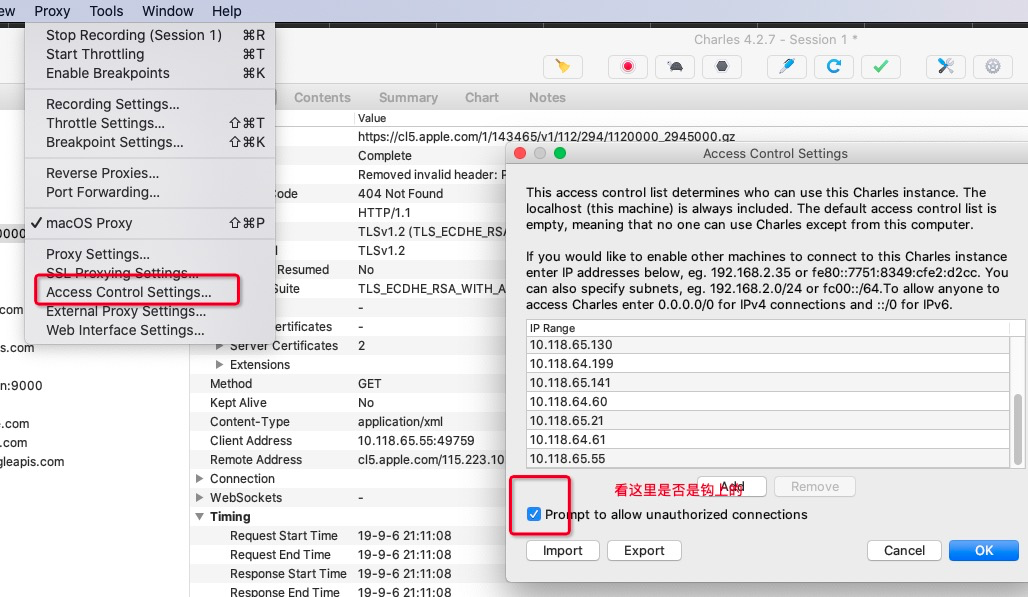 ew Proxy Tools Window Help
Stop Recording (Session 1) ⌘R
Start Throttling ⌘T
Enable Breakpoints ⌘K
Recording Settings...
Throttle Settings... ⇧⌘T
Breakpoint Settings... ⇧⌘K
Reverse Proxies...
Port Forwarding...
✓ macOS Proxy ⇧⌘P
Proxy Settings...
SSL Proxying Settings...
Access Control Settings...
External Proxy Settings...
Web Interface Settings...
Charles 4.2.7 - Session 1 *
Contents Summary Chart Notes
Value
https://cl5.apple.com/1/143465/v1/112/294/1120000_2945000.gz
Complete
Removed invalid header: P
ode 404 Not Found
HTTP/1.1
TLSv1.2 (TLS_ECDHE_RSA
TLSv1.2
Resumed No
uite TLS_ECDHE_RSA_WITH_A
-
ertificates -
Server Certificates 2
Extensions
Method GET
Kept Alive No
Content-Type application/xml
Client Address 10.118.65.55:49759
Remote Address cl5.apple.com/115.223.10
Connection
WebSockets -
Timing
Request Start Time 19-9-6 21:11:08
Request End Time 19-9-6 21:11:08
Response Start Time 19-9-6 21:11:08
Response End Time 19-9-6 21:11:08
0000
com
s.com
n:9000
.com
.com
gleapis.com
Access Control Settings
This access control list determines who can use this Charles instance. The
localhost (this machine) is always included. The default access control list is
empty, meaning that no one can use Charles except from this computer.
If you would like to enable other machines to connect to this Charles instance
enter IP addresses below, eg. 192.168.2.35 or fe80::7751:8349:cfe2:d2cc. You
can also specify subnets, eg. 192.168.2.0/24 or fc00::/64.To allow anyone to
access Charles enter 0.0.0.0/0 for IPv4 connections and ::/0 for IPv6.
IP Range
10.118.65.130
10.118.64.199
10.118.65.141
10.118.64.60
10.118.65.21
10.118.64.61
10.118.65.55
看这里是否是钩上的
Add Remove
Prompt to allow unauthorized connections
Import Export Cancel OK